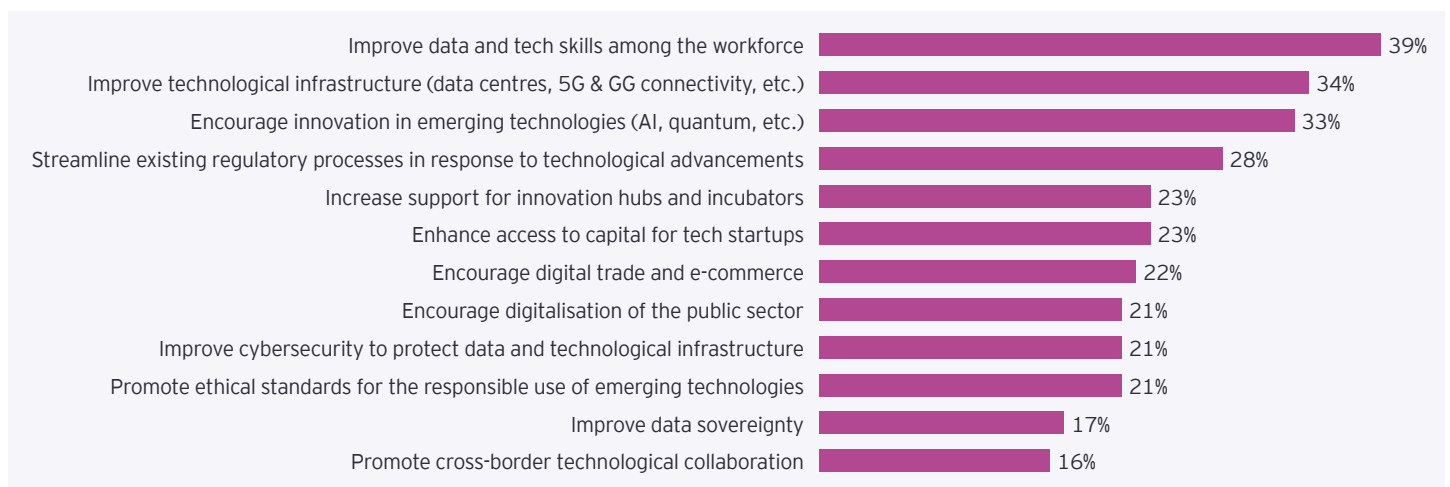 Improve data and tech skills among the workforce 39%
Improve technological infrastructure (data centres, 5G & GG connectivity, etc.) 34%
Encourage innovation in emerging technologies (AI, quantum, etc.) 33%
Streamline existing regulatory processes in response to technological advancements 28%
Increase support for innovation hubs and incubators 23%
Enhance access to capital for tech startups 23%
Encourage digital trade and e-commerce 22%
Encourage digitalisation of the public sector 21%
Improve cybersecurity to protect data and technological infrastructure 21%
Promote ethical standards for the responsible use of emerging technologies 21%
Improve data sovereignty 17%
Promote cross-border technological collaboration 16%